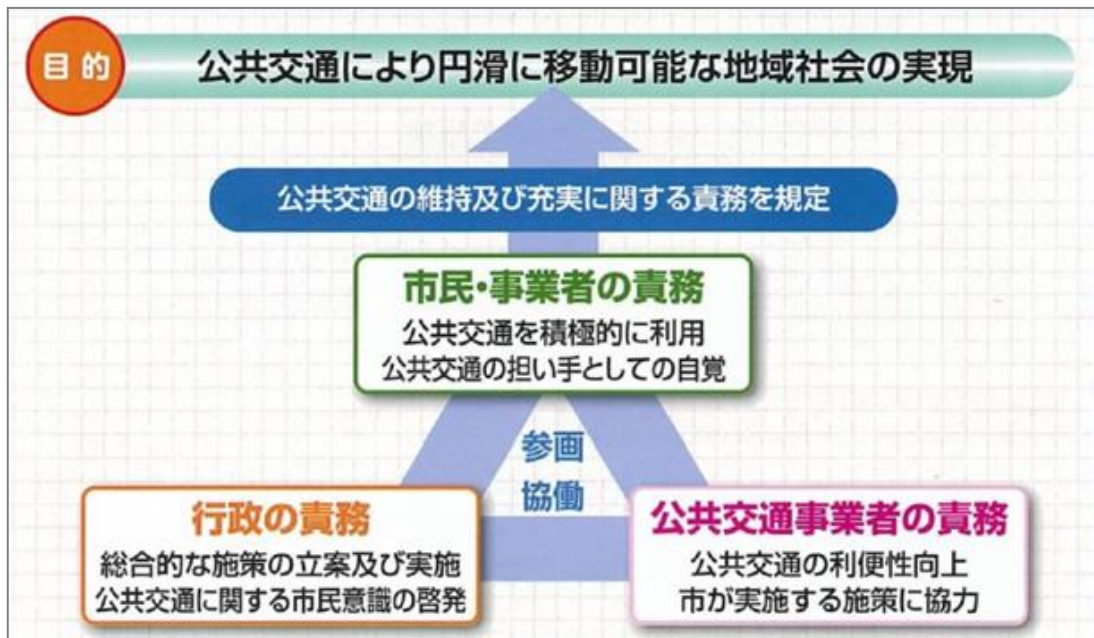 目的
公共交通により円滑に移動可能な地域社会の実現
公共交通の維持及び充実に関する責務を規定
市民・事業者の責務
公共交通を積極的に利用
公共交通の担い手としての自覚
参画
協働
行政の責務
総合的な施策の立案及び実施
公共交通に関する市民意識の啓発
公共交通事業者の責務
公共交通の利便性向上
市が実施する施策に協力